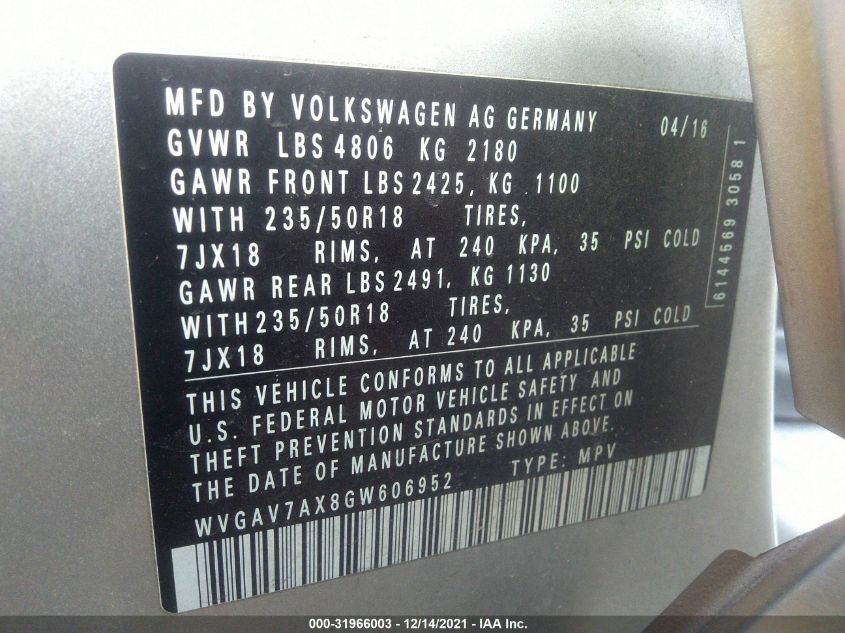 MFD BY VOLKSWAGEN AG GERMANY 04/16
GVWR LBS 4806 KG 2180
GAWR FRONT LBS 2425, KG 1100
WITH 235/50R18 TIRES,
7JX18 RIMS, AT 240 KPA, 35 PSI COLD
GAWR REAR LBS 2491, KG 1130
WITH 235/50R18 TIRES,
7JX18 RIMS, AT 240 KPA, 35 PSI COLD
THIS VEHICLE CONFORMS TO ALL APPLICABLE
U.S. FEDERAL MOTOR VEHICLE SAFETY AND
THEFT PREVENTION STANDARDS IN EFFECT ON
THE DATE OF MANUFACTURE SHOWN ABOVE.
WVGAV7AX8GW606952 TYPE: MPV
6144569 3058 1
000-31966003 - 12/14/2021 - IAA Inc.